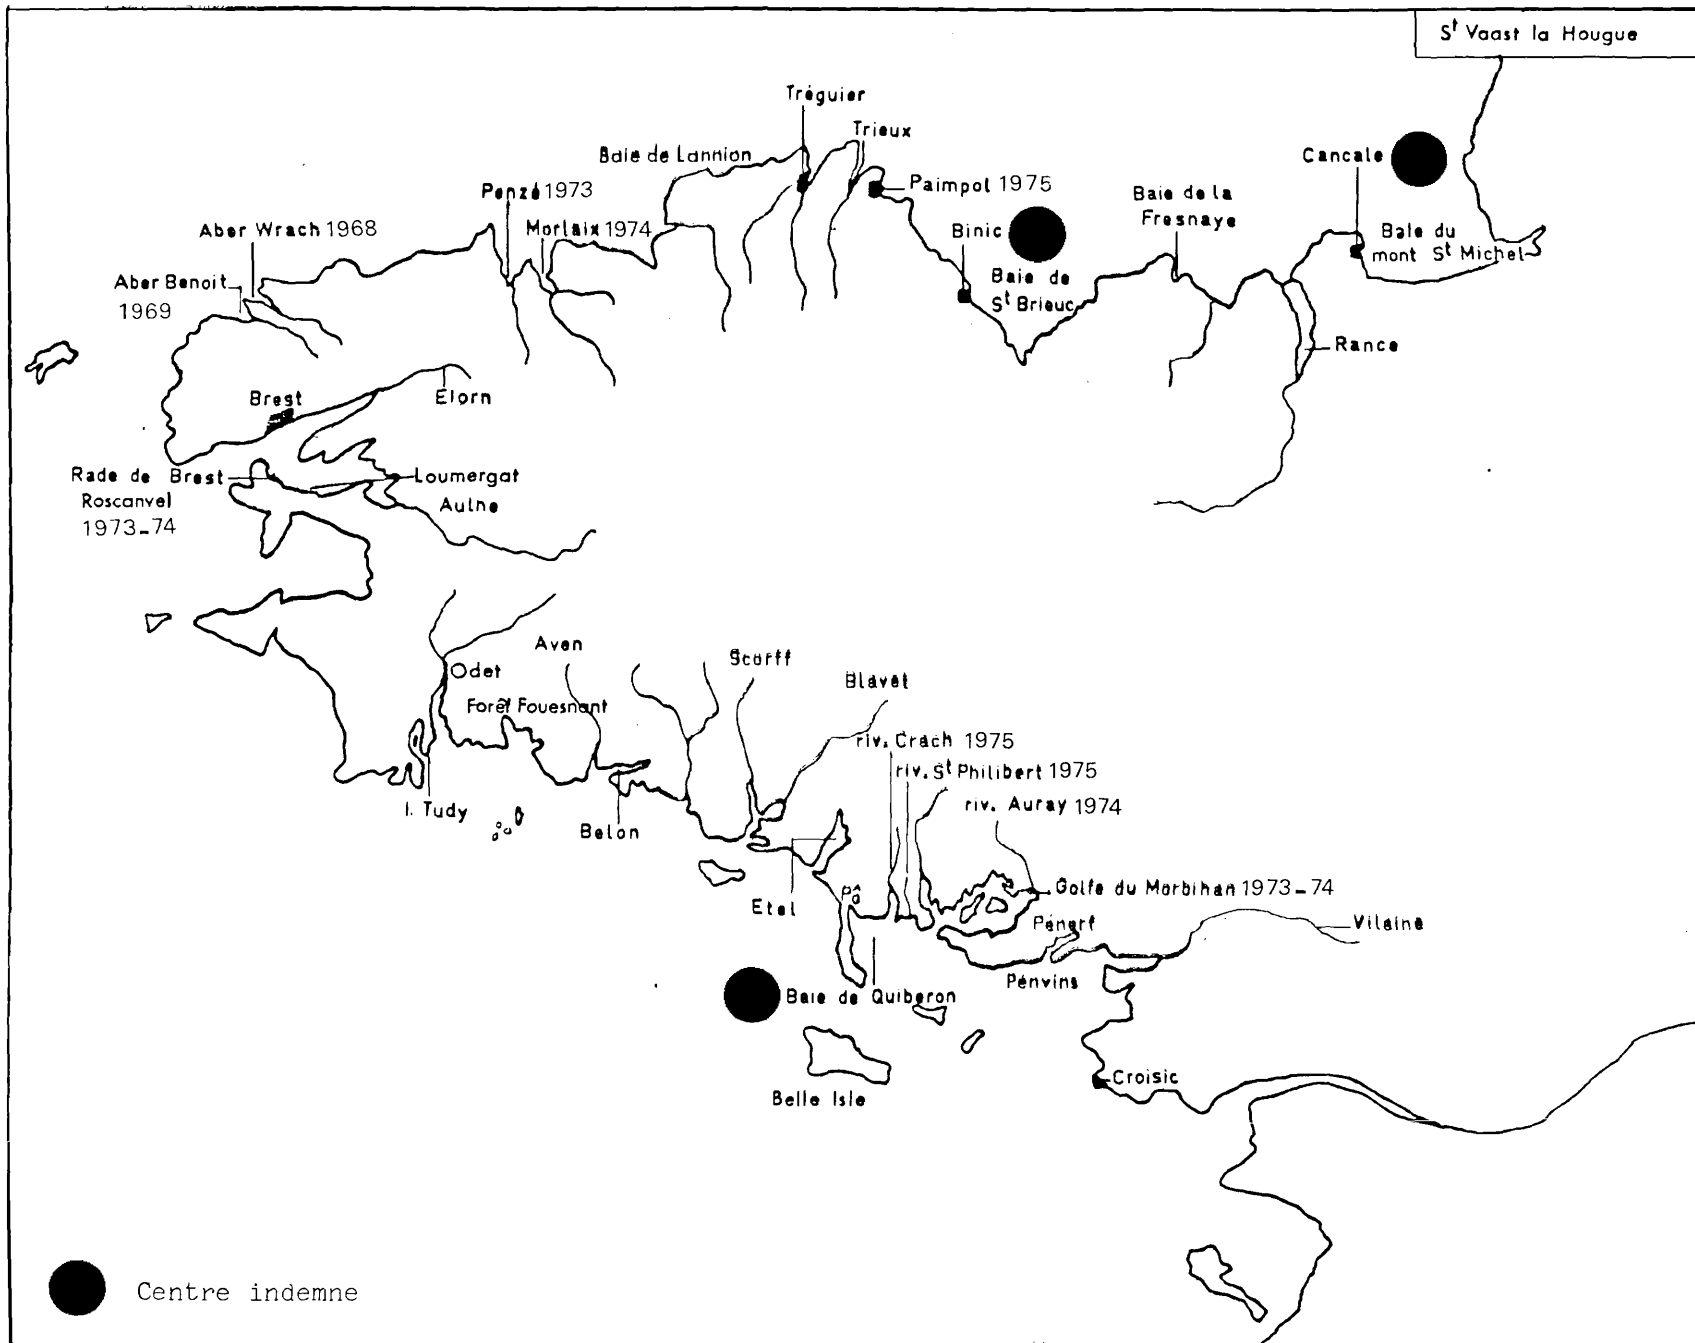 St Vaast la Hougue
Tréguier
Trieux
Cancale
Baie de Lannion
Penzé 1973
Paimpol 1975
Baie de la
Fresnaye
Aber Wrach 1968
Morlaix 1974
Binic
Baie du
mont St Michel
Aber Benoit
1969
Baie de
St Brieuc
Rance
Brest
Elorn
Rade de Brest
Roscanvel
1973-74
Loumergat
Aulne
Aven
Scorff
Odet
Blavet
Forêt Fouesnant
riv. Crach 1975
riv. St Philibert 1975
riv. Auray 1974
I. Tudy
Belon
Etel
Pô
Golfe du Morbihan 1973-74
Pénerf
Vilaine
Pénvins
Baie de Quiberon
Croisic
Belle Isle
Centre indemne